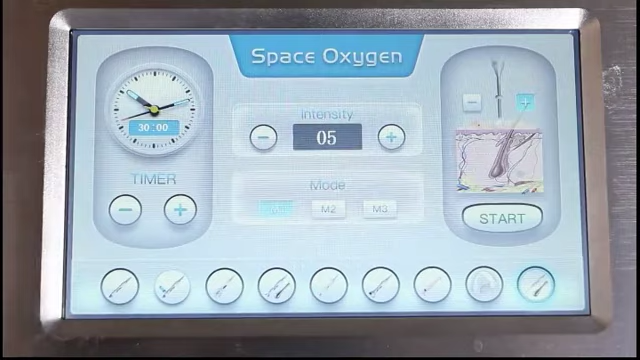 Space Oxygen
Intensity
05
30:00
TIMER
Mode
M2
M3
START